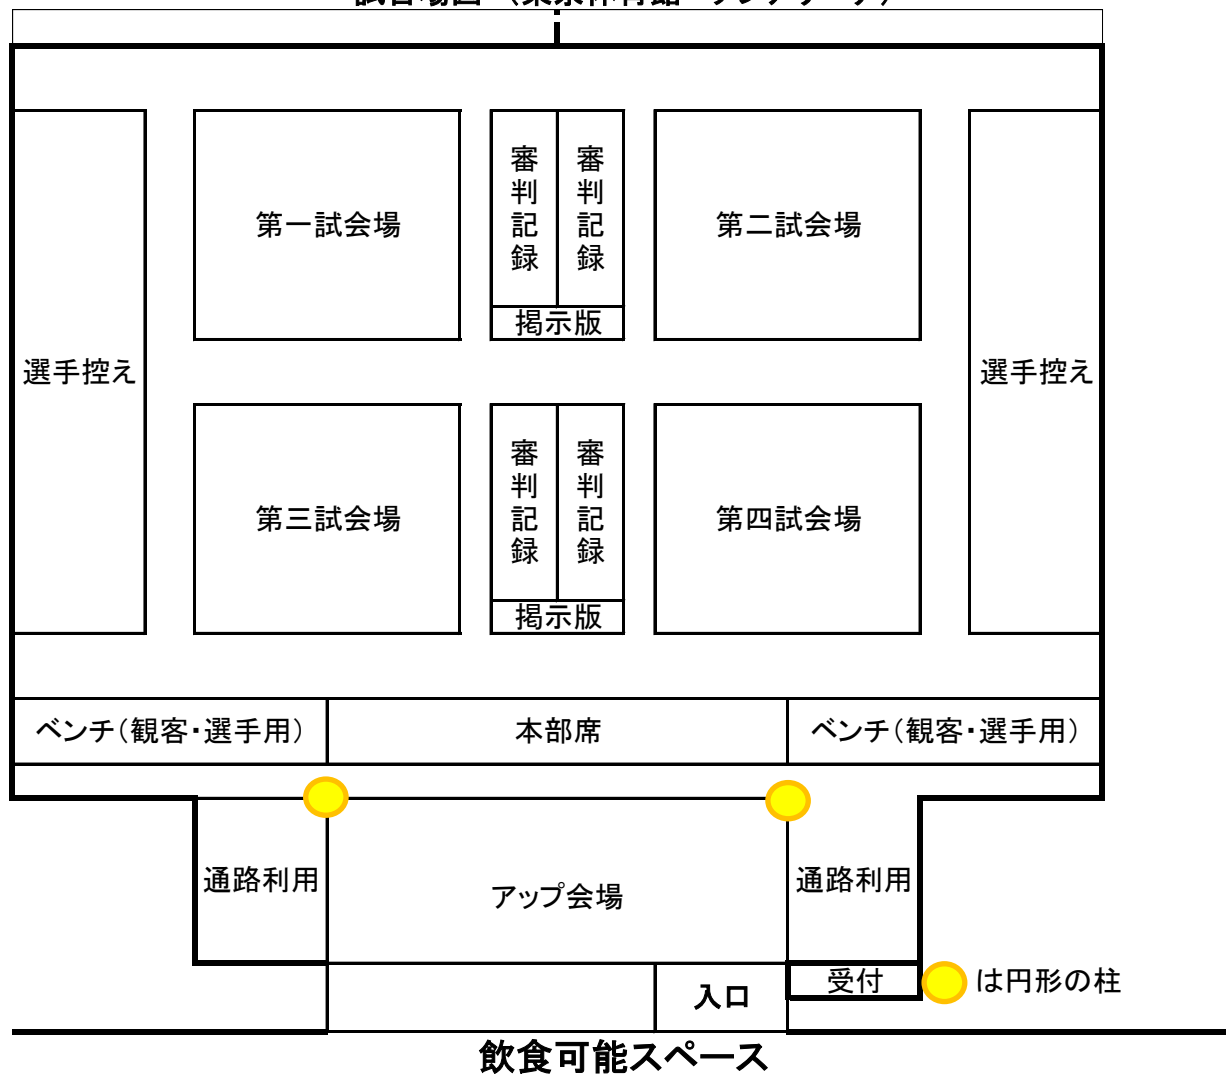 審判記録
審判記録
第一試会場
第二試会場
掲示版
選手控え
選手控え
審判記録
審判記録
第三試会場
第四試会場
掲示版
ベンチ（観客・選手用）
本部席
ベンチ（観客・選手用）
通路利用
アップ会場
通路利用
受付
は円形の柱
入口
飲食可能スペース